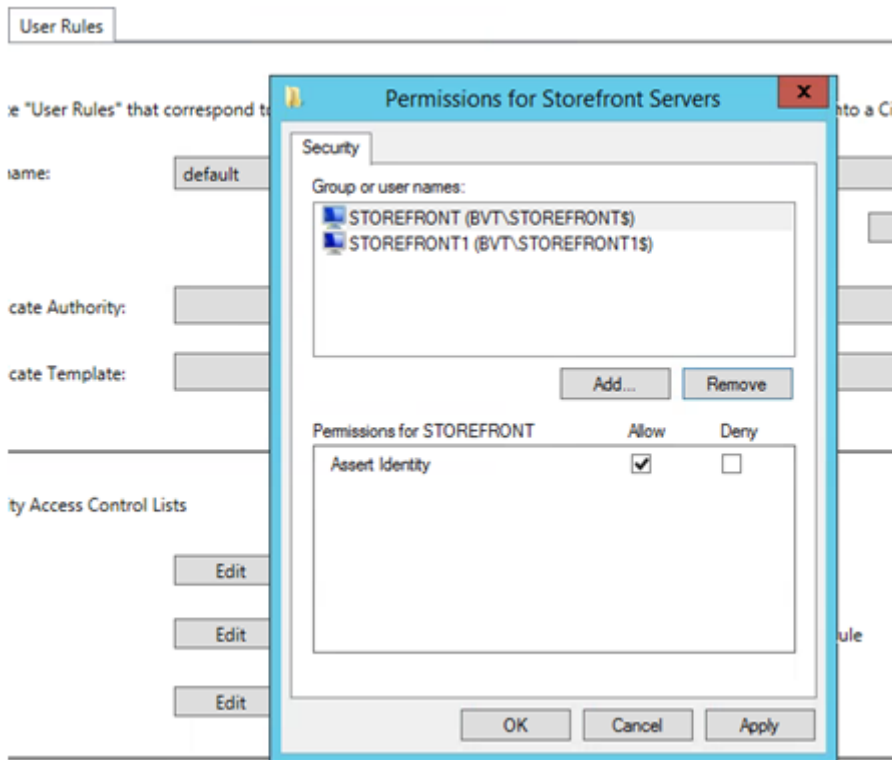 User Rules
e "User Rules" that correspond to
nto a Ci
ame:
default
cate Authority:
cate Template:
ty Access Control Lists
Edit
Edit
ule
Edit
Permissions for Storefront Servers
x
Security
Group or user names:
STOREFRONT (BVT\STOREFRONT$)
STOREFRONT1 (BVT\STOREFRONT1$)
Add...
Remove
Permissions for STOREFRONT
Allow
Deny
Assert Identity
OK
Cancel
Apply